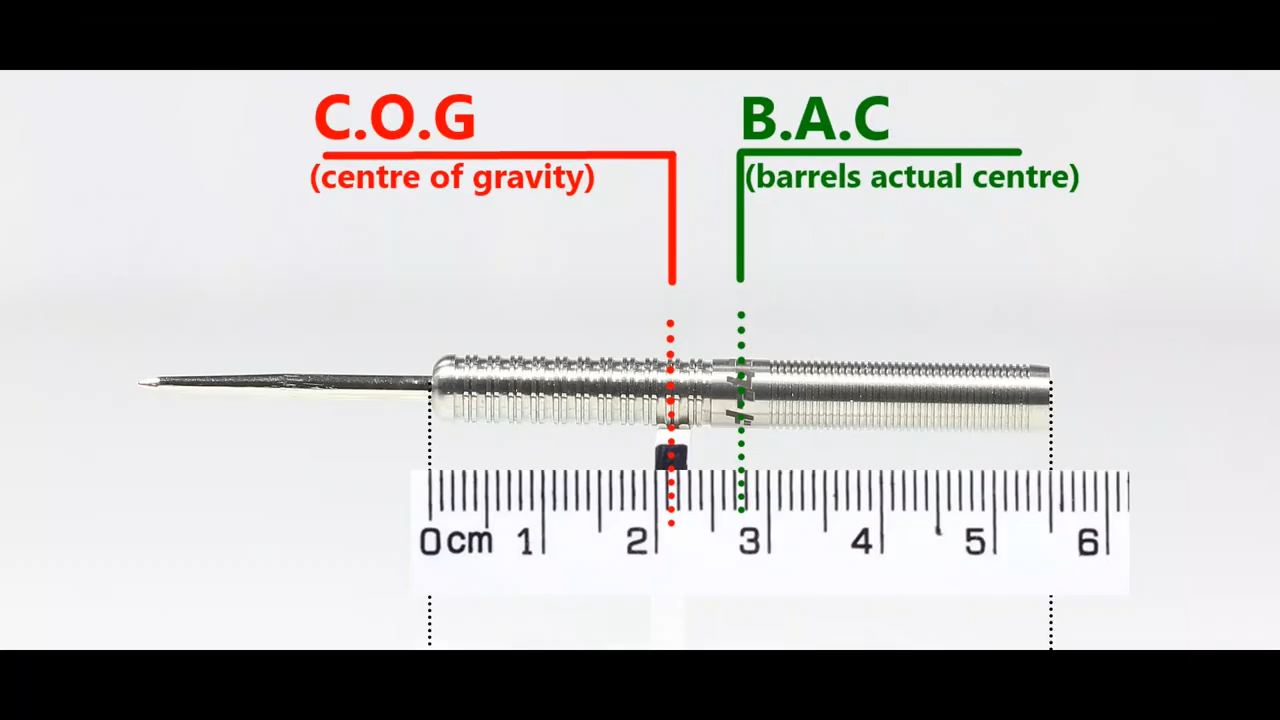 C.O.G
(centre of gravity)
B.A.C
(barrels actual centre)
0cm 1 2 3 4 5 6